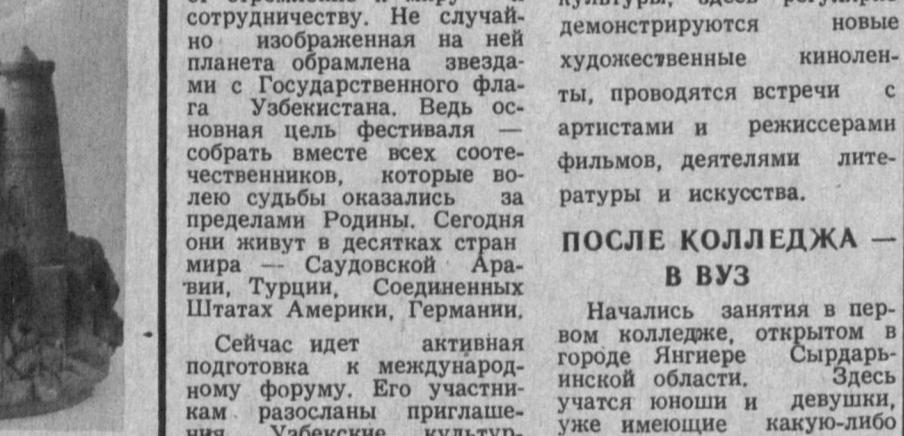 сотрудничеству. Не случай-
но изображенная на ней
планета обрамлена звезда-
ми с Государственного фла-
га Узбекистана. Ведь ос-
новная цель фестиваля —
собрать вместе всех сооте-
чественников, которые во-
лею судьбы оказались за
пределами Родины. Сегодня
они живут в десятках стран
мира — Саудовской Ара-
вии, Турции, Соединенных
Штатах Америки, Германии.
Сейчас идет активная
подготовка к международ-
ному форуму. Его участни-
кам разосланы приглаше-
ния. Узбекские культур-
демонстрируются новые
художественные кинолен-
ты, проводятся встречи с
артистами и режиссерами
фильмов, деятелями лите-
ратуры и искусства.
ПОСЛЕ КОЛЛЕДЖА —
В ВУЗ
Начались занятия в пер-
вом колледже, открытом в
городе Янгиере Сырдарь-
инской области. Здесь
учатся юноши и девушки,
уже имеющие какую-либо